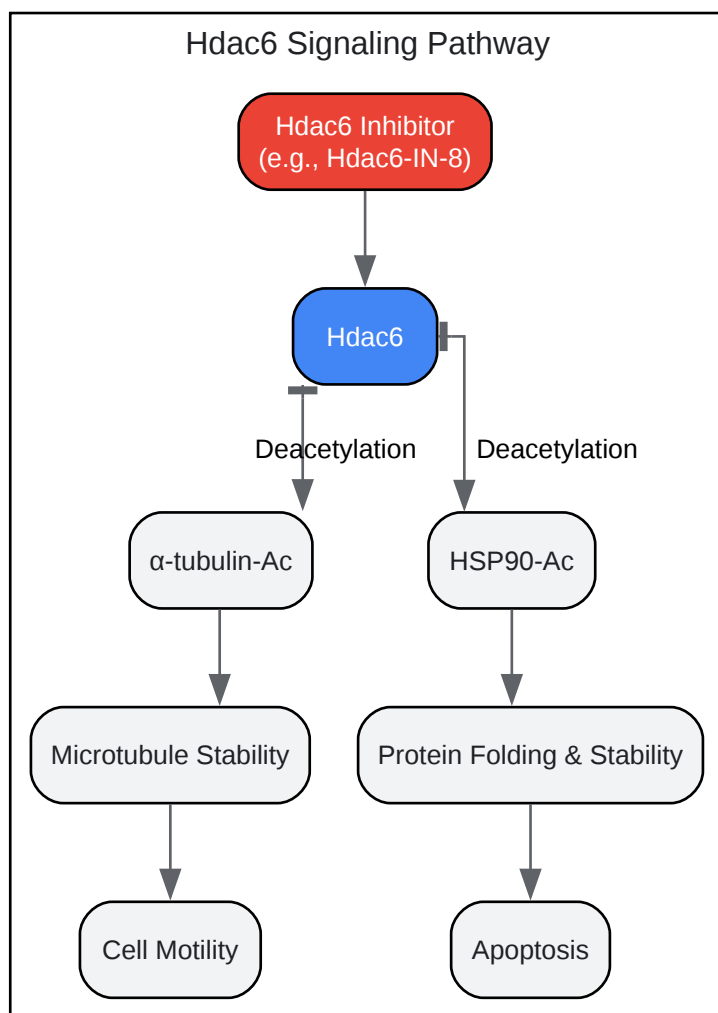 Hdac6 Signaling Pathway
Hdac6 Inhibitor
(e.g., Hdac6-IN-8)
Hdac6
Deacetylation
Deacetylation
α-tubulin-Ac
HSP90-Ac
Microtubule Stability
Protein Folding & Stability
Cell Motility
Apoptosis